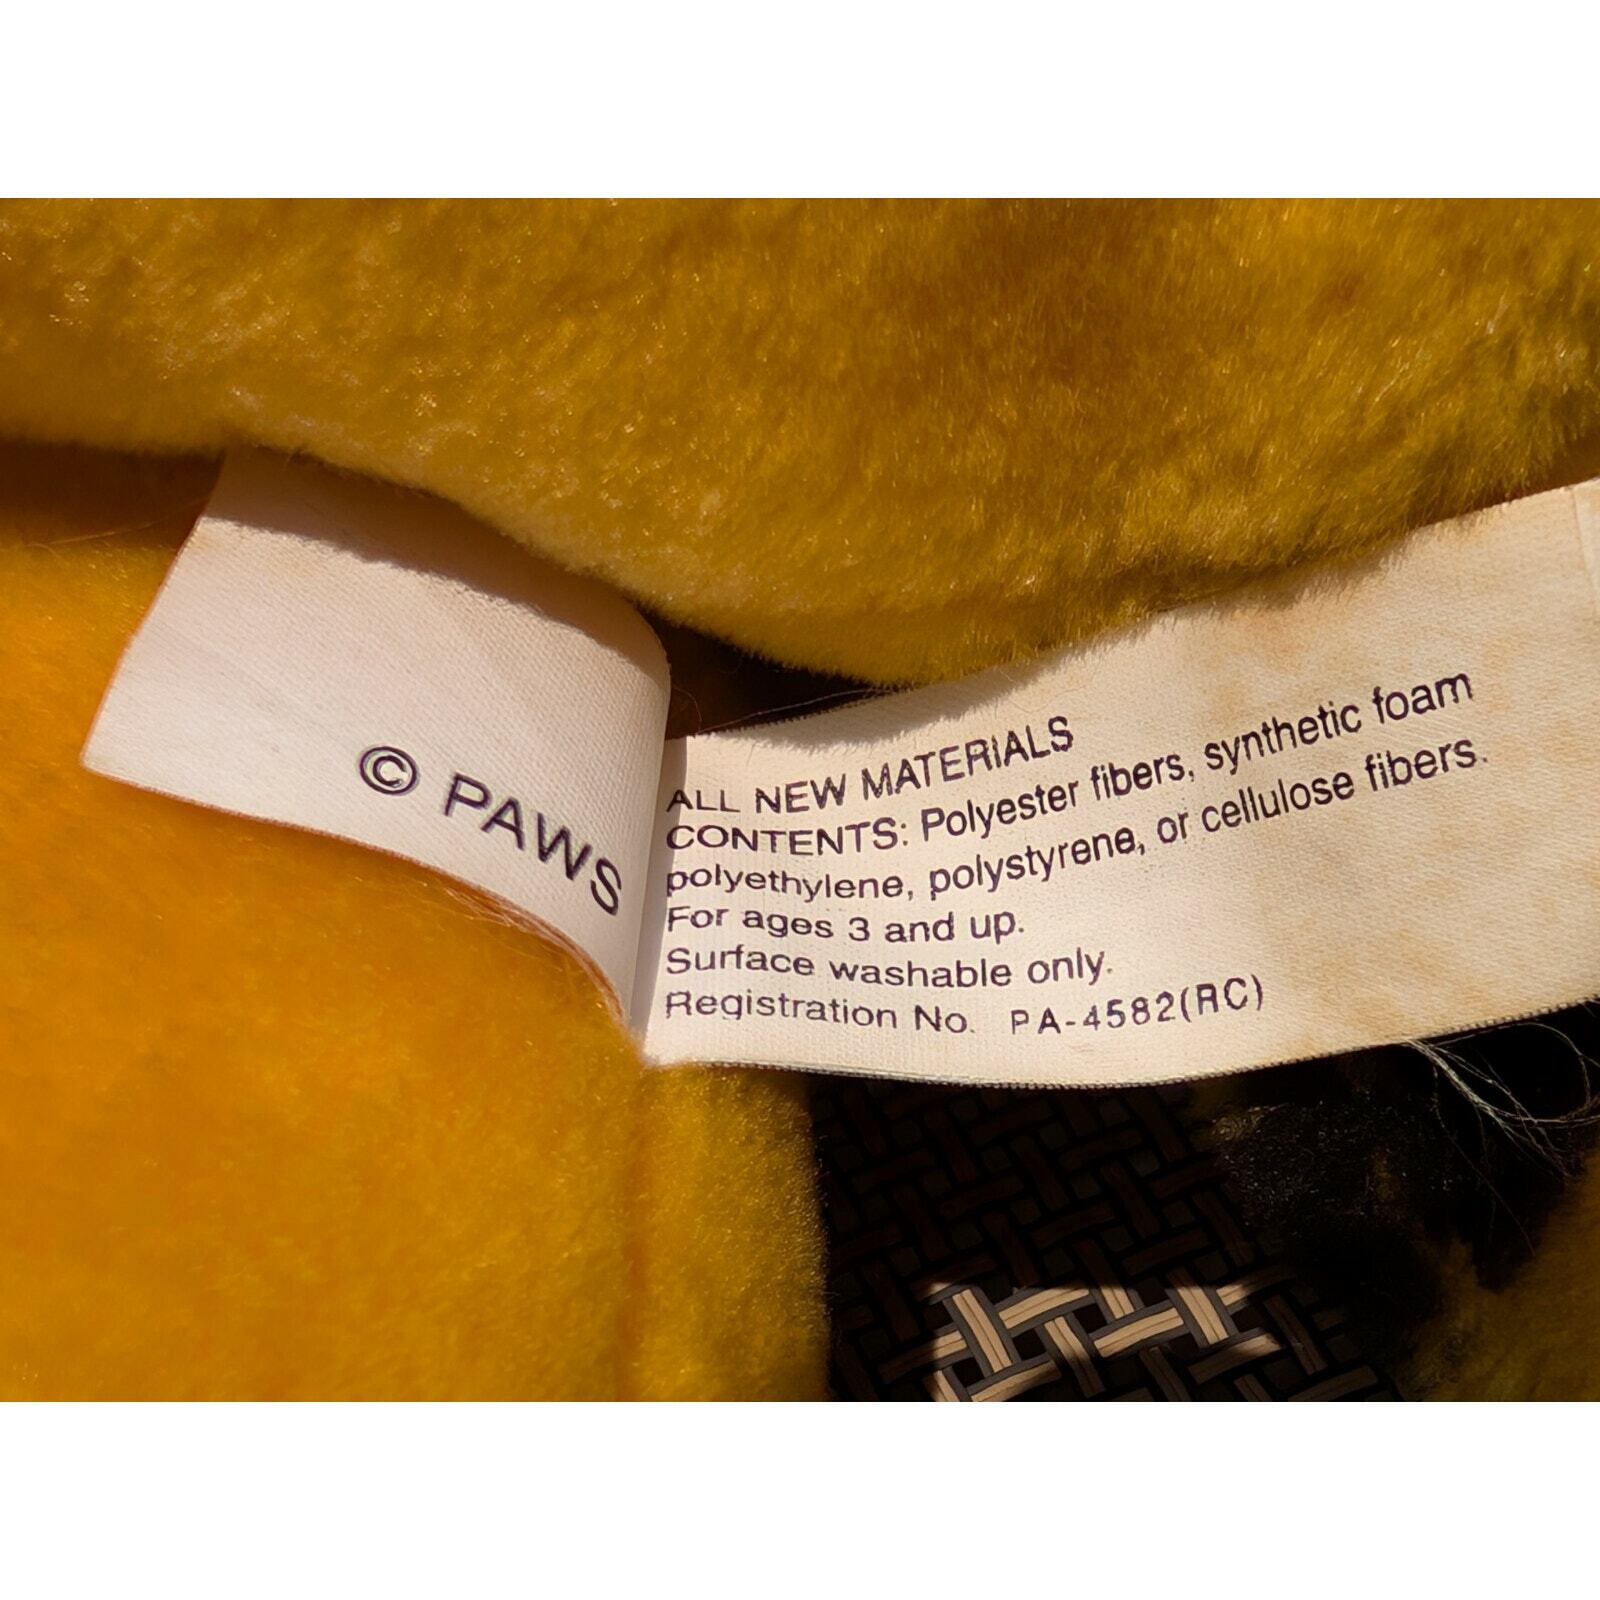 © PAWS
ALL NEW MATERIALS
CONTENTS: Polyester fibers, synthetic foam
polyethylene, polystyrene, or cellulose fibers.
For ages 3 and up.
Surface washable only.
Registration No. PA-4582(RC)